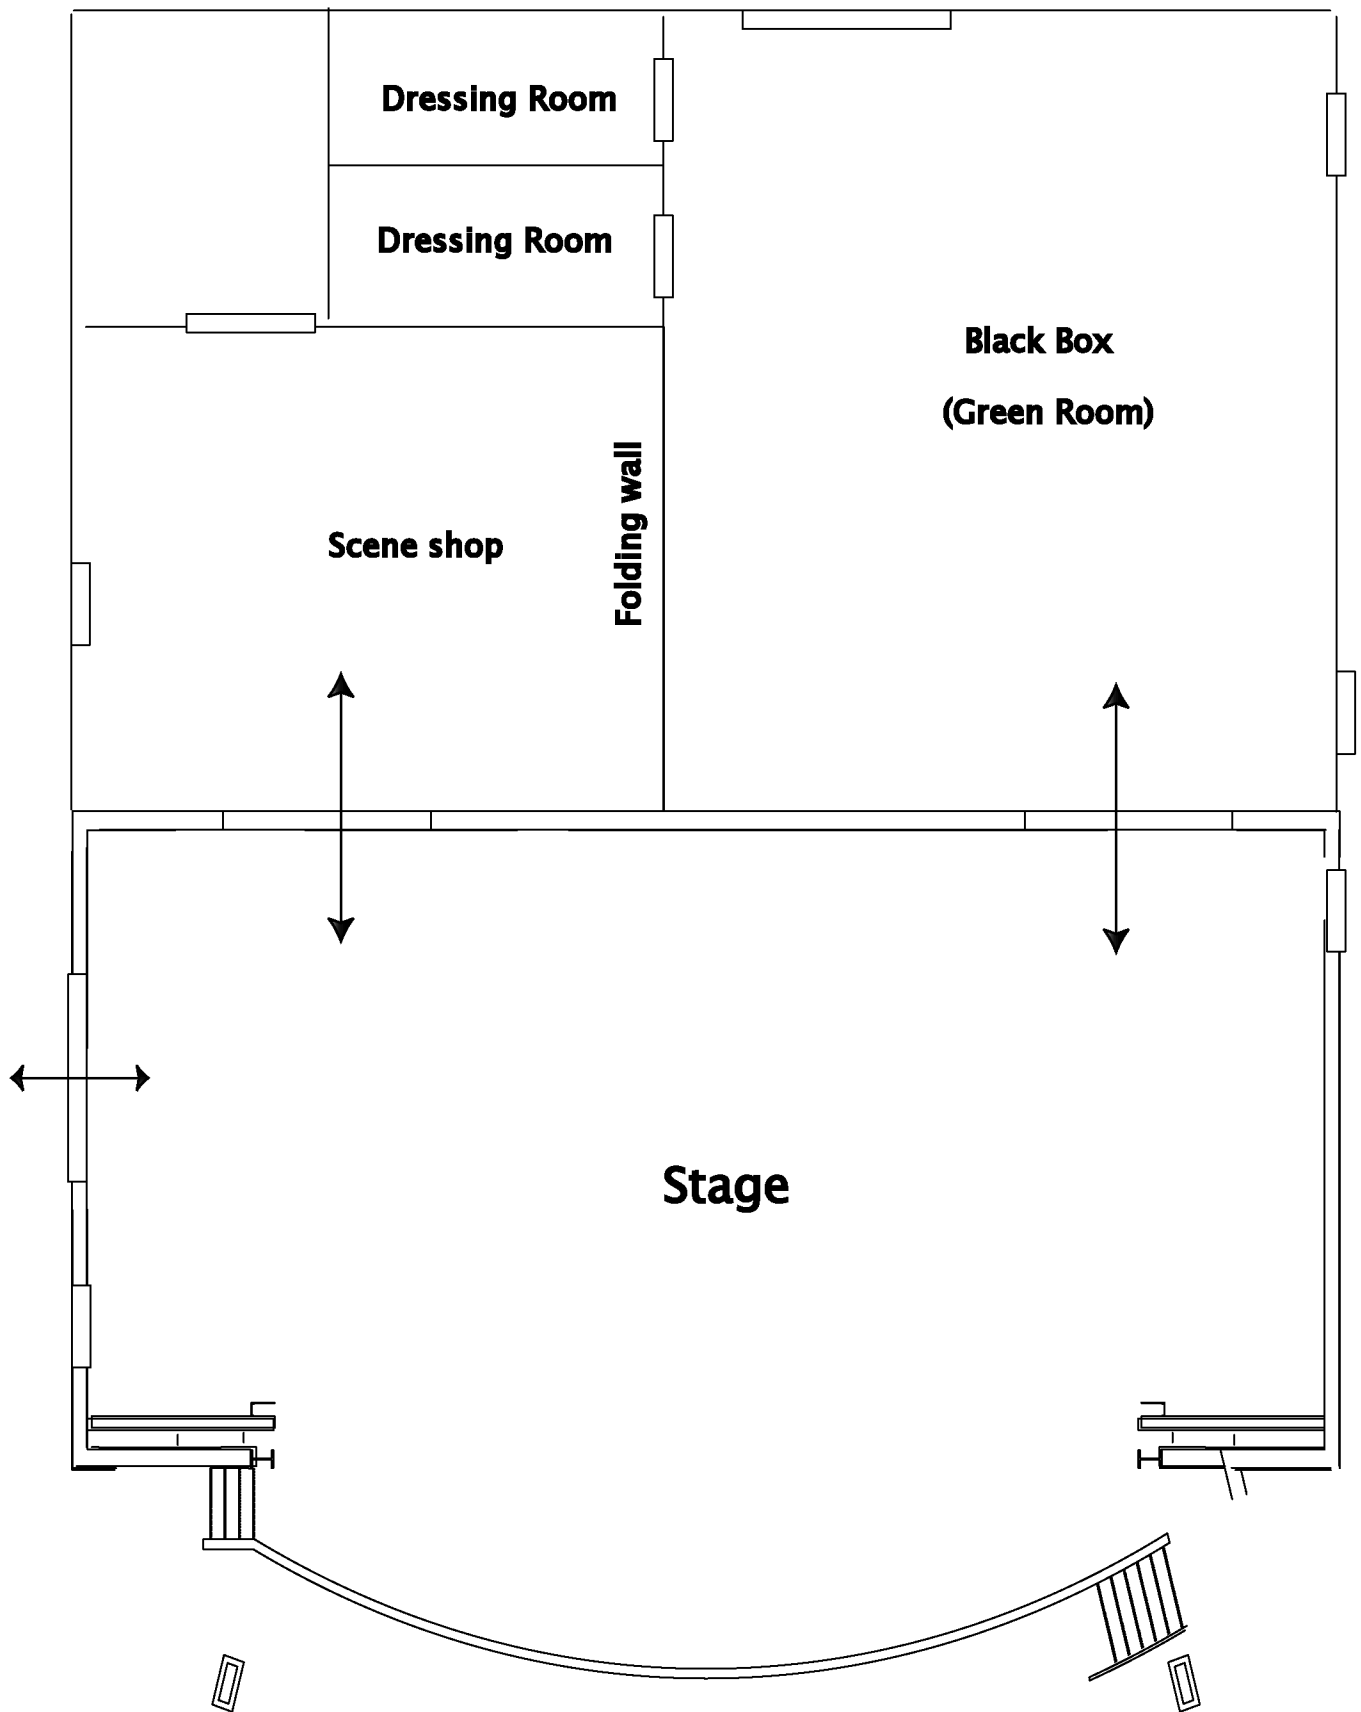 Dressing Room
Dressing Room
Black Box
(Green Room)
Folding wall
Scene shop
Stage